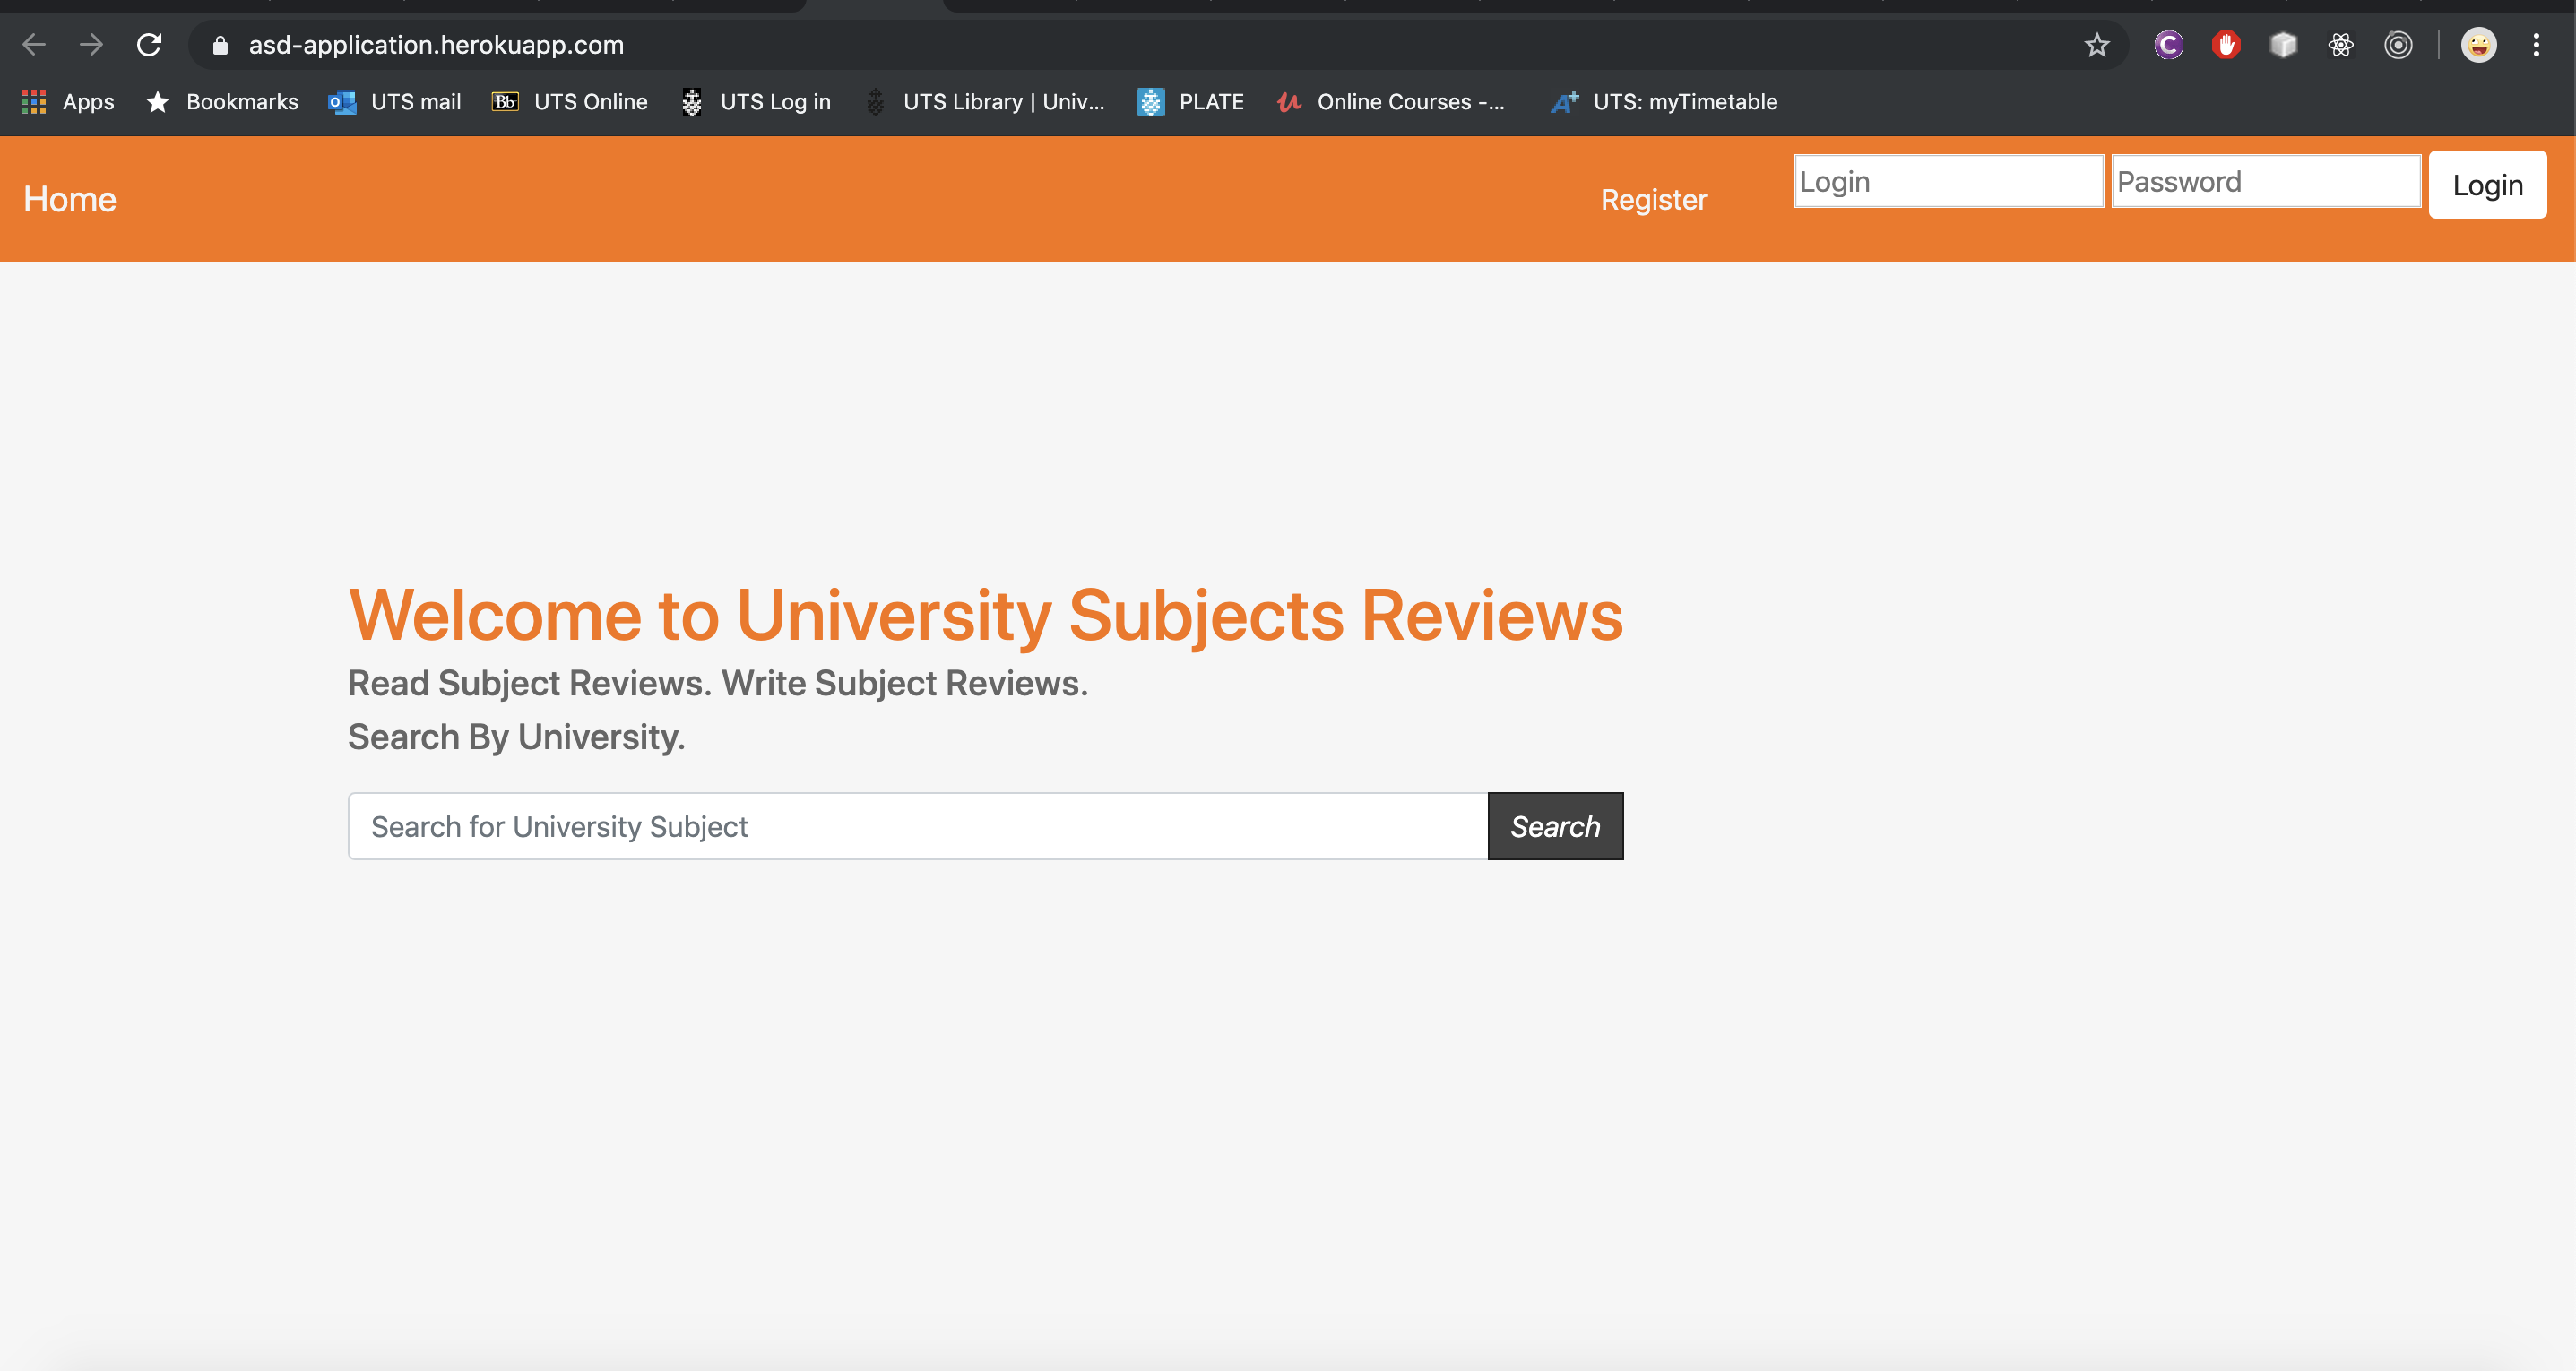 asd-application.herokuapp.com
Apps Bookmarks UTS mail UTS Online UTS Log in UTS Library | Univ... PLATE Online Courses -... UTS: myTimetable
Home Register Login Password Login
Welcome to University Subjects Reviews
Read Subject Reviews. Write Subject Reviews.
Search By University.
Search for University Subject Search